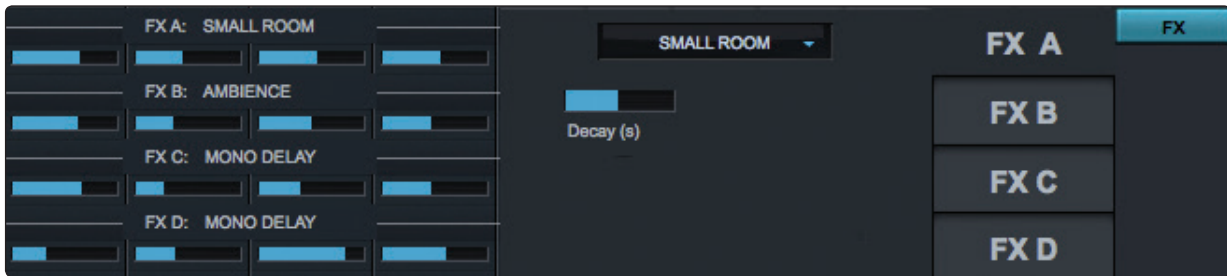 FX A: SMALL ROOM
FX B: AMBIENCE
FX C: MONO DELAY
FX D: MONO DELAY
SMALL ROOM
Decay (s)
FX A
FX B
FX C
FX D
FX